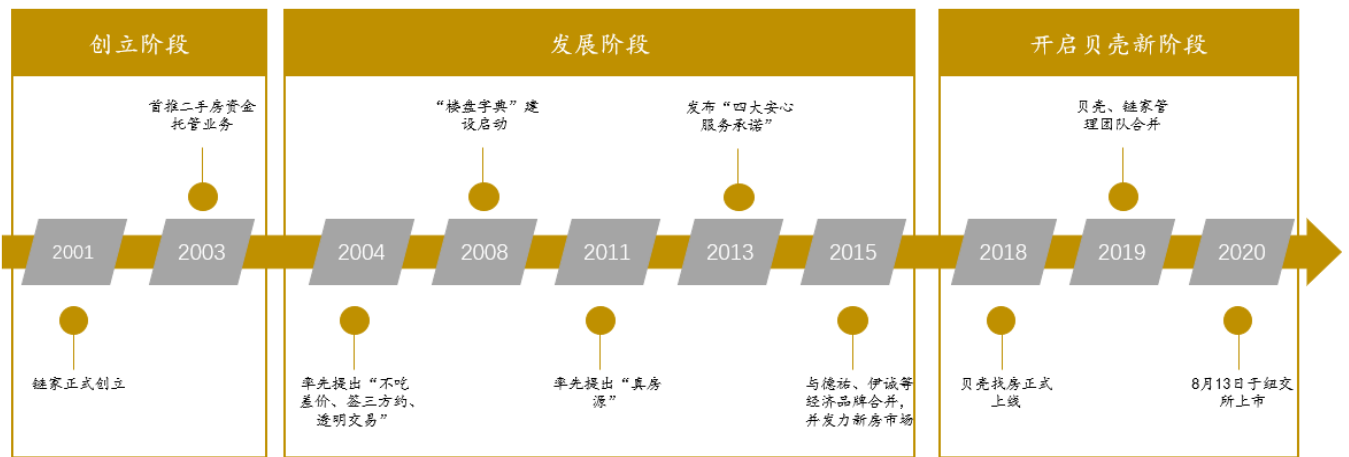 创立阶段
发展阶段
开启贝壳新阶段
首推二手房资金
托管业务
“楼盘字典”建
设启动
发布“四大安心
服务承诺”
贝壳、链家管
理团队合并
2001
2003
2004
2008
2011
2013
2015
2018
2019
2020
链家正式创立
率先提出“不吃
差价、签三方约、
透明交易”
率先提出“真房
源”
与德祐、伊诚等
经济品牌合并，
并发力新房市场
贝壳找房正式
上线
8月13日于纽交
所上市